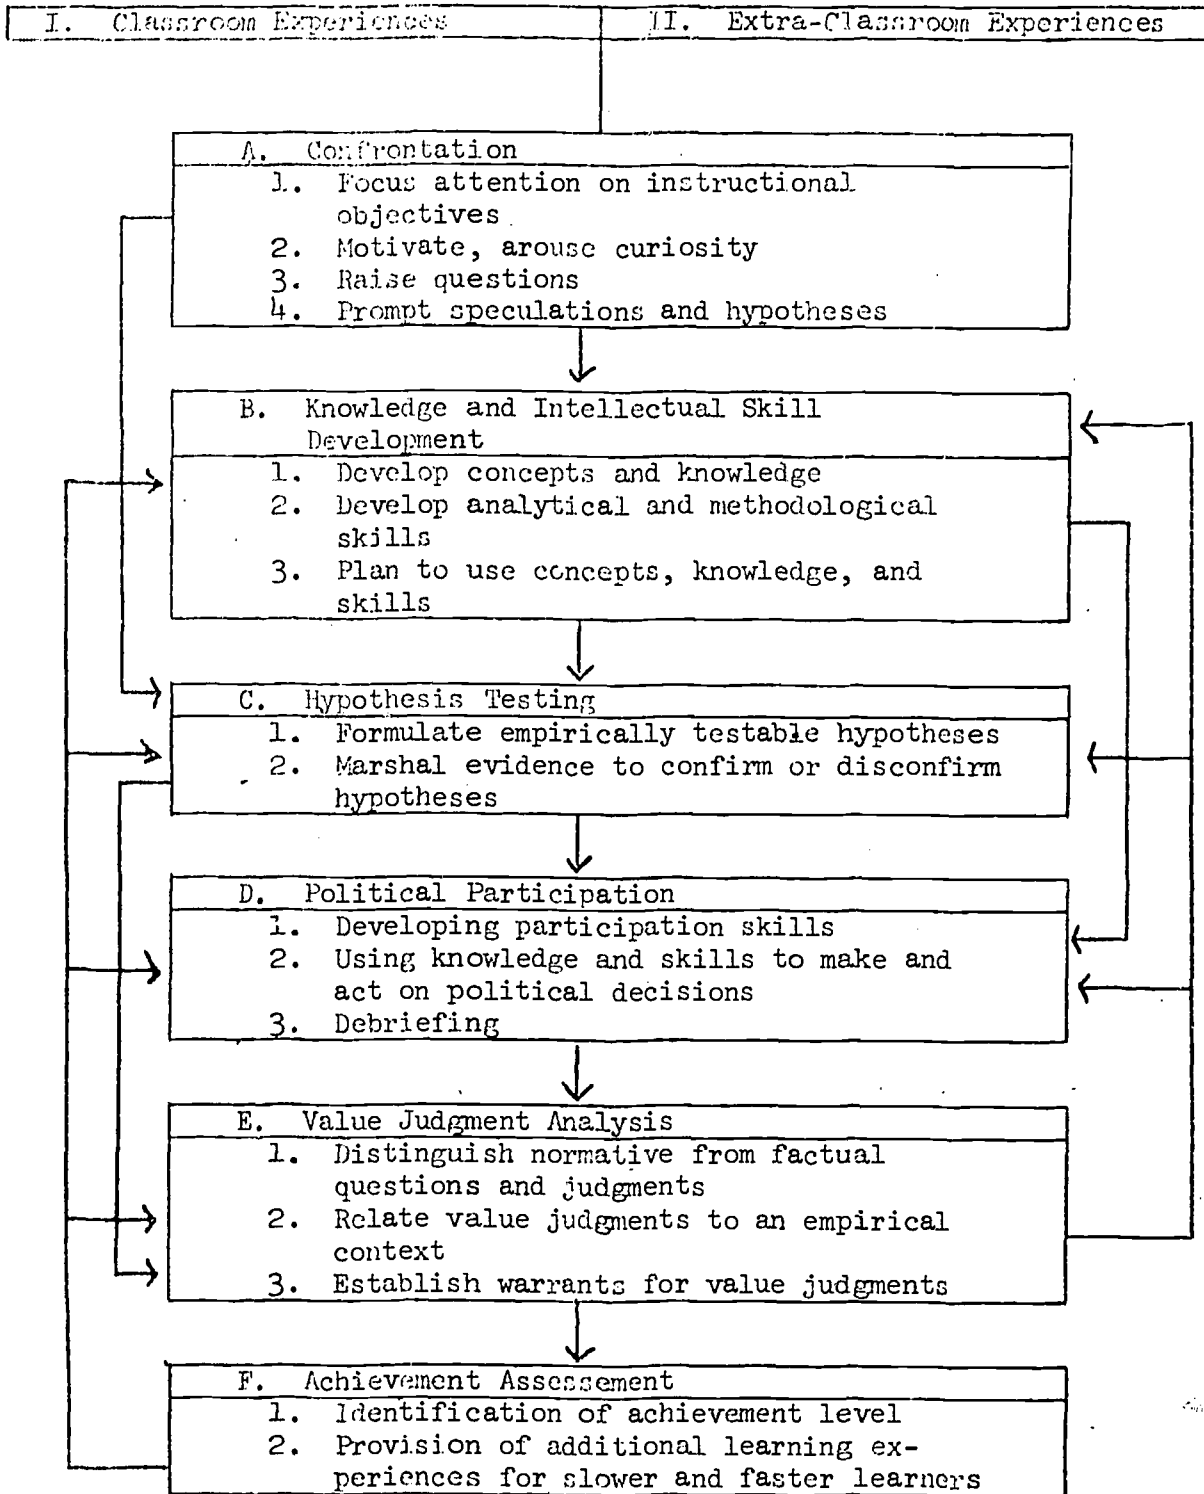 I. Classroom Experiences II. Extra-Classroom Experiences
A. Confrontation
1. Focus attention on instructional
objectives
2. Motivate, arouse curiosity
3. Raise questions
4. Prompt speculations and hypotheses
B. Knowledge and Intellectual Skill
Development
1. Develop concepts and knowledge
2. Develop analytical and methodological
skills
3. Plan to use concepts, knowledge, and
skills
C. Hypothesis Testing
1. Formulate empirically testable hypotheses
2. Marshal evidence to confirm or disconfirm
hypotheses
D. Political Participation
1. Developing participation skills
2. Using knowledge and skills to make and
act on political decisions
3. Debriefing
E. Value Judgment Analysis
1. Distinguish normative from factual
questions and judgments
2. Relate value judgments to an empirical
context
3. Establish warrants for value judgments
F. Achievement Assessement
1. Identification of achievement level
2. Provision of additional learning ex-
periences for slower and faster learners